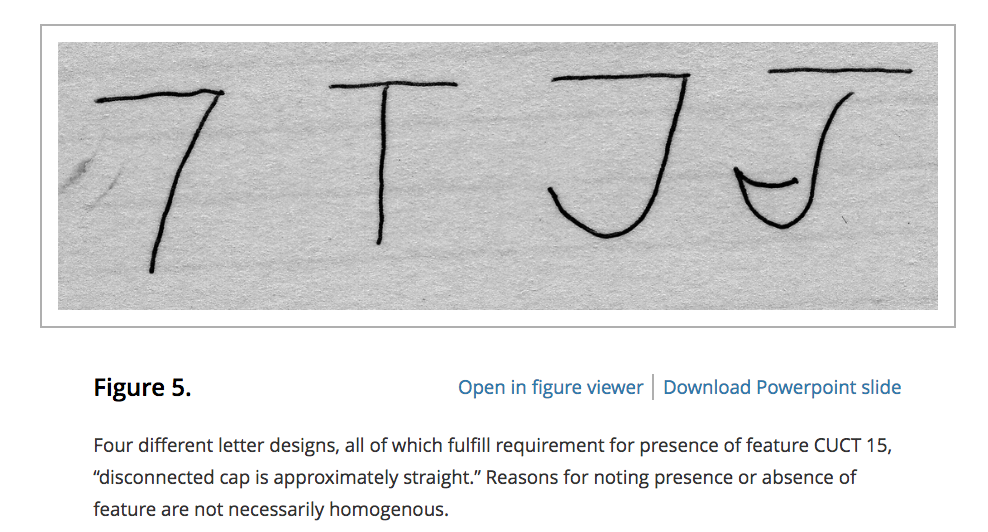 7 T J J
Figure 5.
Open in figure viewer | Download Powerpoint slide
Four different letter designs, all of which fulfill requirement for presence of feature CUCT 15,
“disconnected cap is approximately straight.” Reasons for noting presence or absence of
feature are not necessarily homogenous.